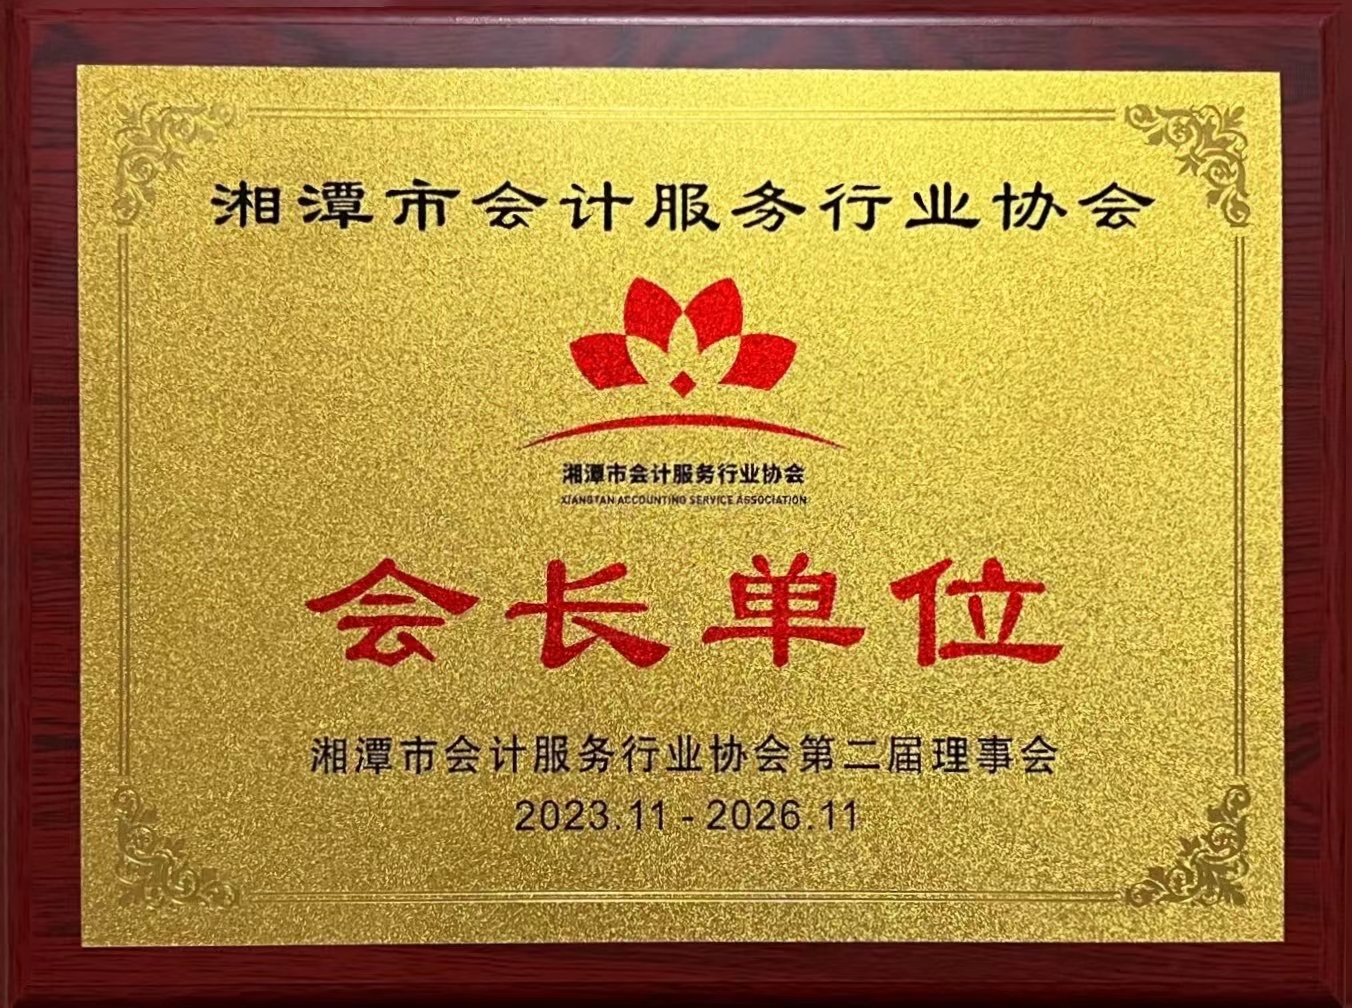 湘潭市会计服务行业协会
湘潭市会计服务行业协会
XIANGTAN ACCOUNTING SERVICE ASSOCIATION
会长单位
湘潭市会计服务行业协会第二届理事会
2023.11-2026.11